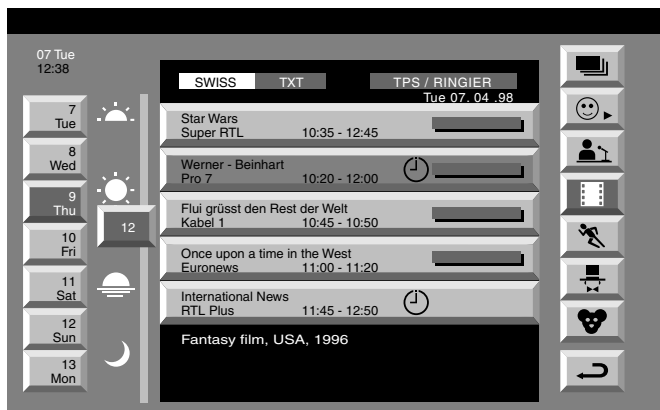 07 Tue
12:38
SWISS TXT TPS / RINGIER
Tue 07. 04 .98
7
Tue
8
Wed
9
Thu
10
Fri
11
Sat
12
Sun
13
Mon
12
Star Wars
Super RTL 10:35 - 12:45
Werner - Beinhart
Pro 7 10:20 - 12:00
Flui grüsst den Rest der Welt
Kabel 1 10:45 - 10:50
Once upon a time in the West
Euronews 11:00 - 11:20
International News
RTL Plus 11:45 - 12:50
Fantasy film, USA, 1996